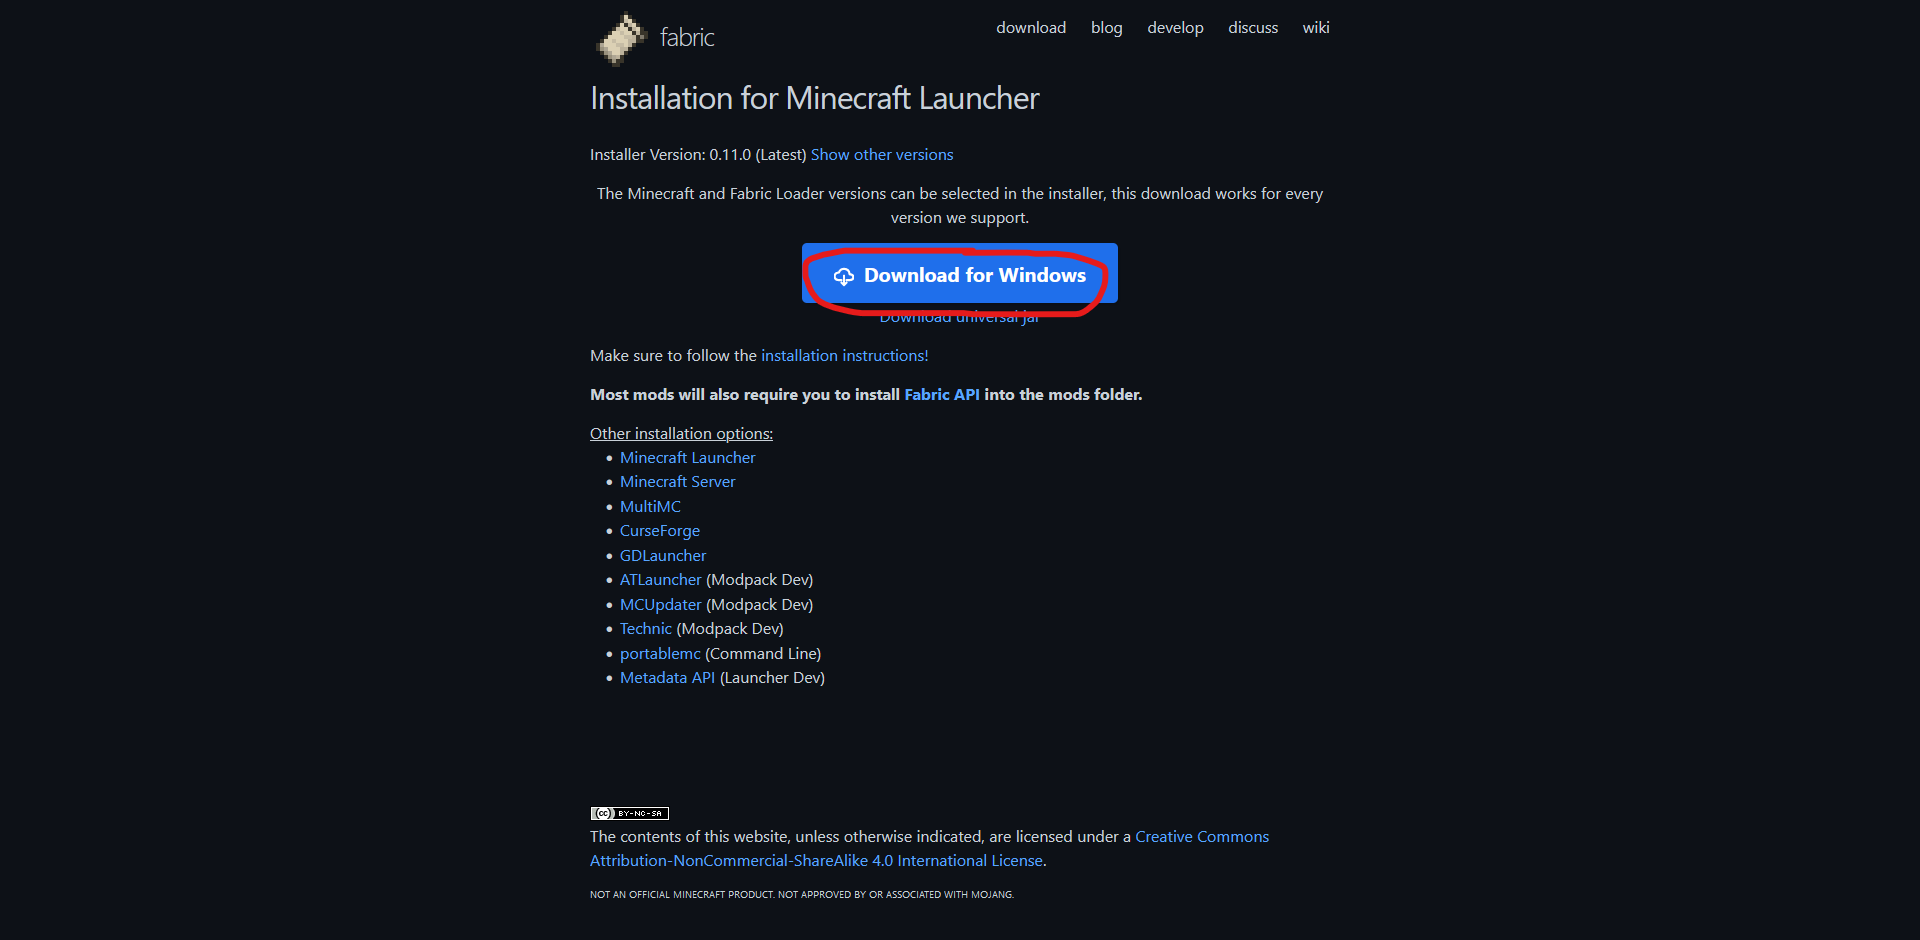 fabric
download blog develop discuss wiki
Installation for Minecraft Launcher
Installer Version: 0.11.0 (Latest) Show other versions
The Minecraft and Fabric Loader versions can be selected in the installer, this download works for every
version we support.
Download for Windows
Download universal jar
Make sure to follow the installation instructions!
Most mods will also require you to install Fabric API into the mods folder.
Other installation options:
Minecraft Launcher
Minecraft Server
MultiMC
CurseForge
GDLauncher
ATLauncher (Modpack Dev)
MCUpdater (Modpack Dev)
Technic (Modpack Dev)
portablemc (Command Line)
Metadata API (Launcher Dev)
(cc) BY-NC-SA
The contents of this website, unless otherwise indicated, are licensed under a Creative Commons
Attribution-NonCommercial-ShareAlike 4.0 International License.
NOT AN OFFICIAL MINECRAFT PRODUCT. NOT APPROVED BY OR ASSOCIATED WITH MOJANG.